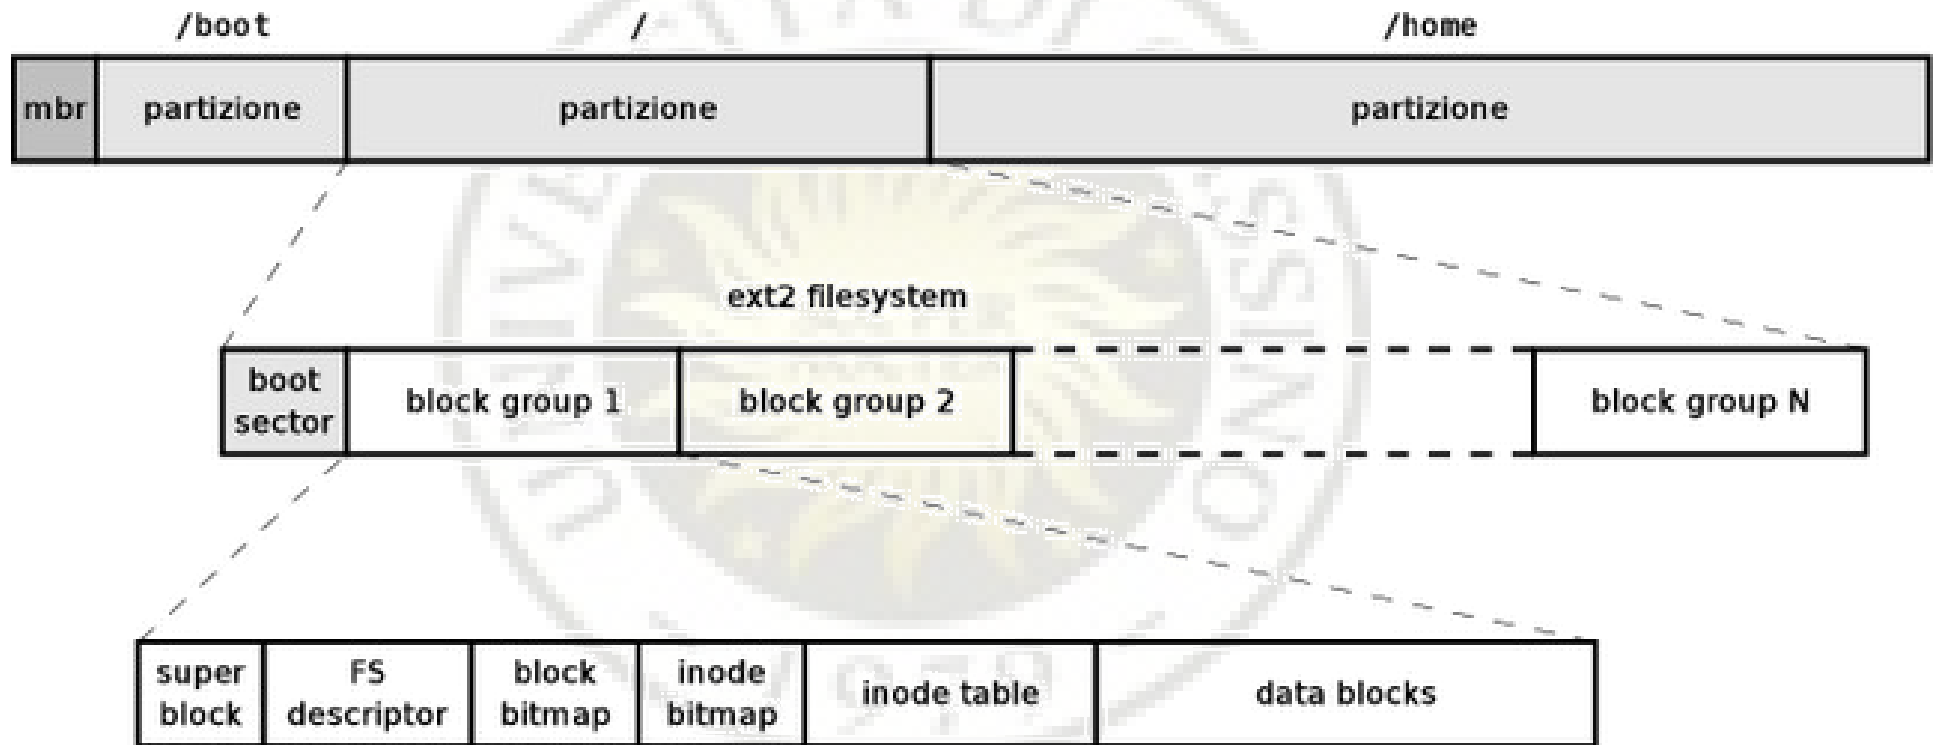 /boot / /home
mbr partizione partizione partizione
ext2 filesystem
boot sector block group 1 block group 2 block group N
super block FS descriptor block bitmap inode bitmap inode table data blocks